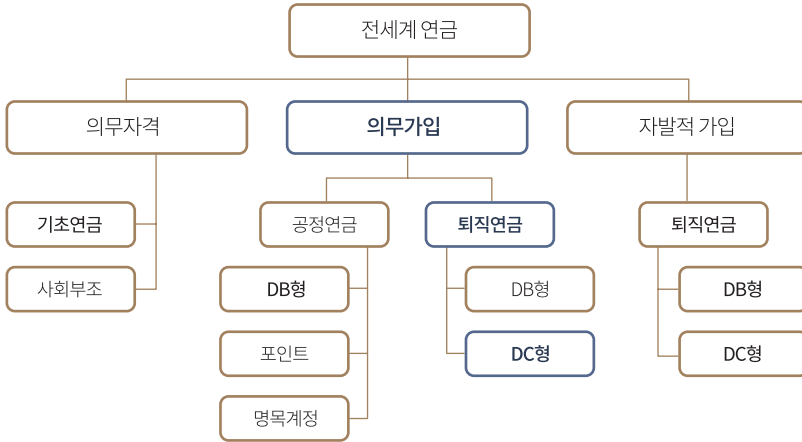 전세계 연금
의무자격
의무가입
자발적 가입
기초연금
공정연금
퇴직연금
퇴직연금
사회부조
DB형
DB형
DB형
포인트
DC형
DC형
명목계정